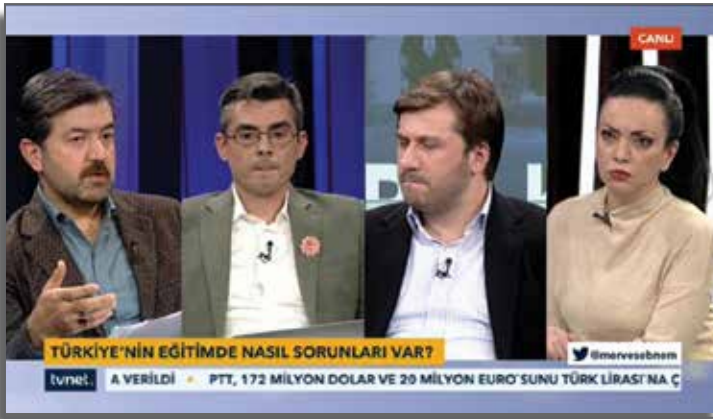 CANLI
TÜRKİYE'NİN EĞİTİMDE NASIL SORUNLARI VAR?
@mervesebnem
tvnet. A VERİLDİ • PTT, 172 MİLYON DOLAR VE 20 MİLYON EURO'SUNU TÜRK LİRASI'NA Ç